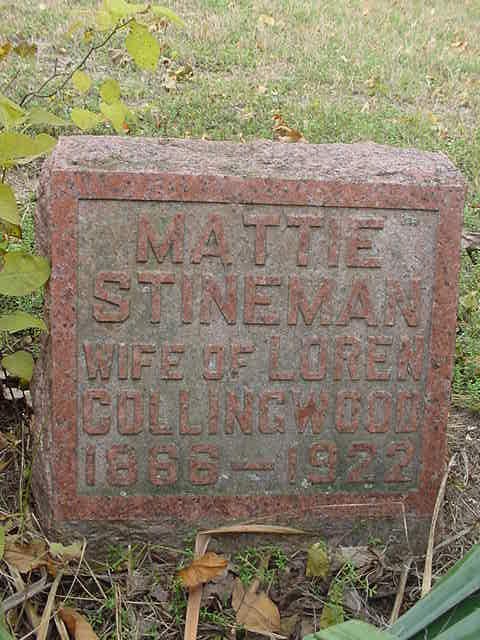 MATTIE
STINEMAN
WIFE OF LOREN
COLLINGWOOD
1866-1922